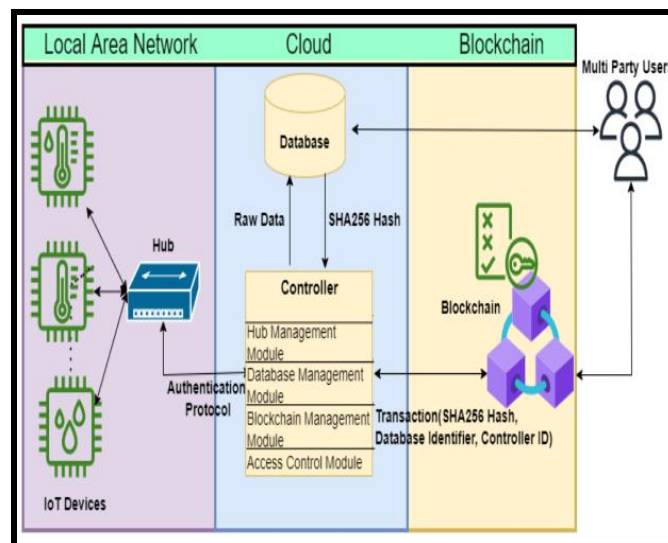 Local Area Network
Cloud
Blockchain
Multi Party Users
Database
Raw Data
SHA256 Hash
Hub
Controller
Hub Management
Module
Database Management
Module
Blockchain Management
Module
Access Control Module
Authentication
Protocol
Blockchain
Transaction(SHA256 Hash,
Database Identifier, Controller ID)
IoT Devices